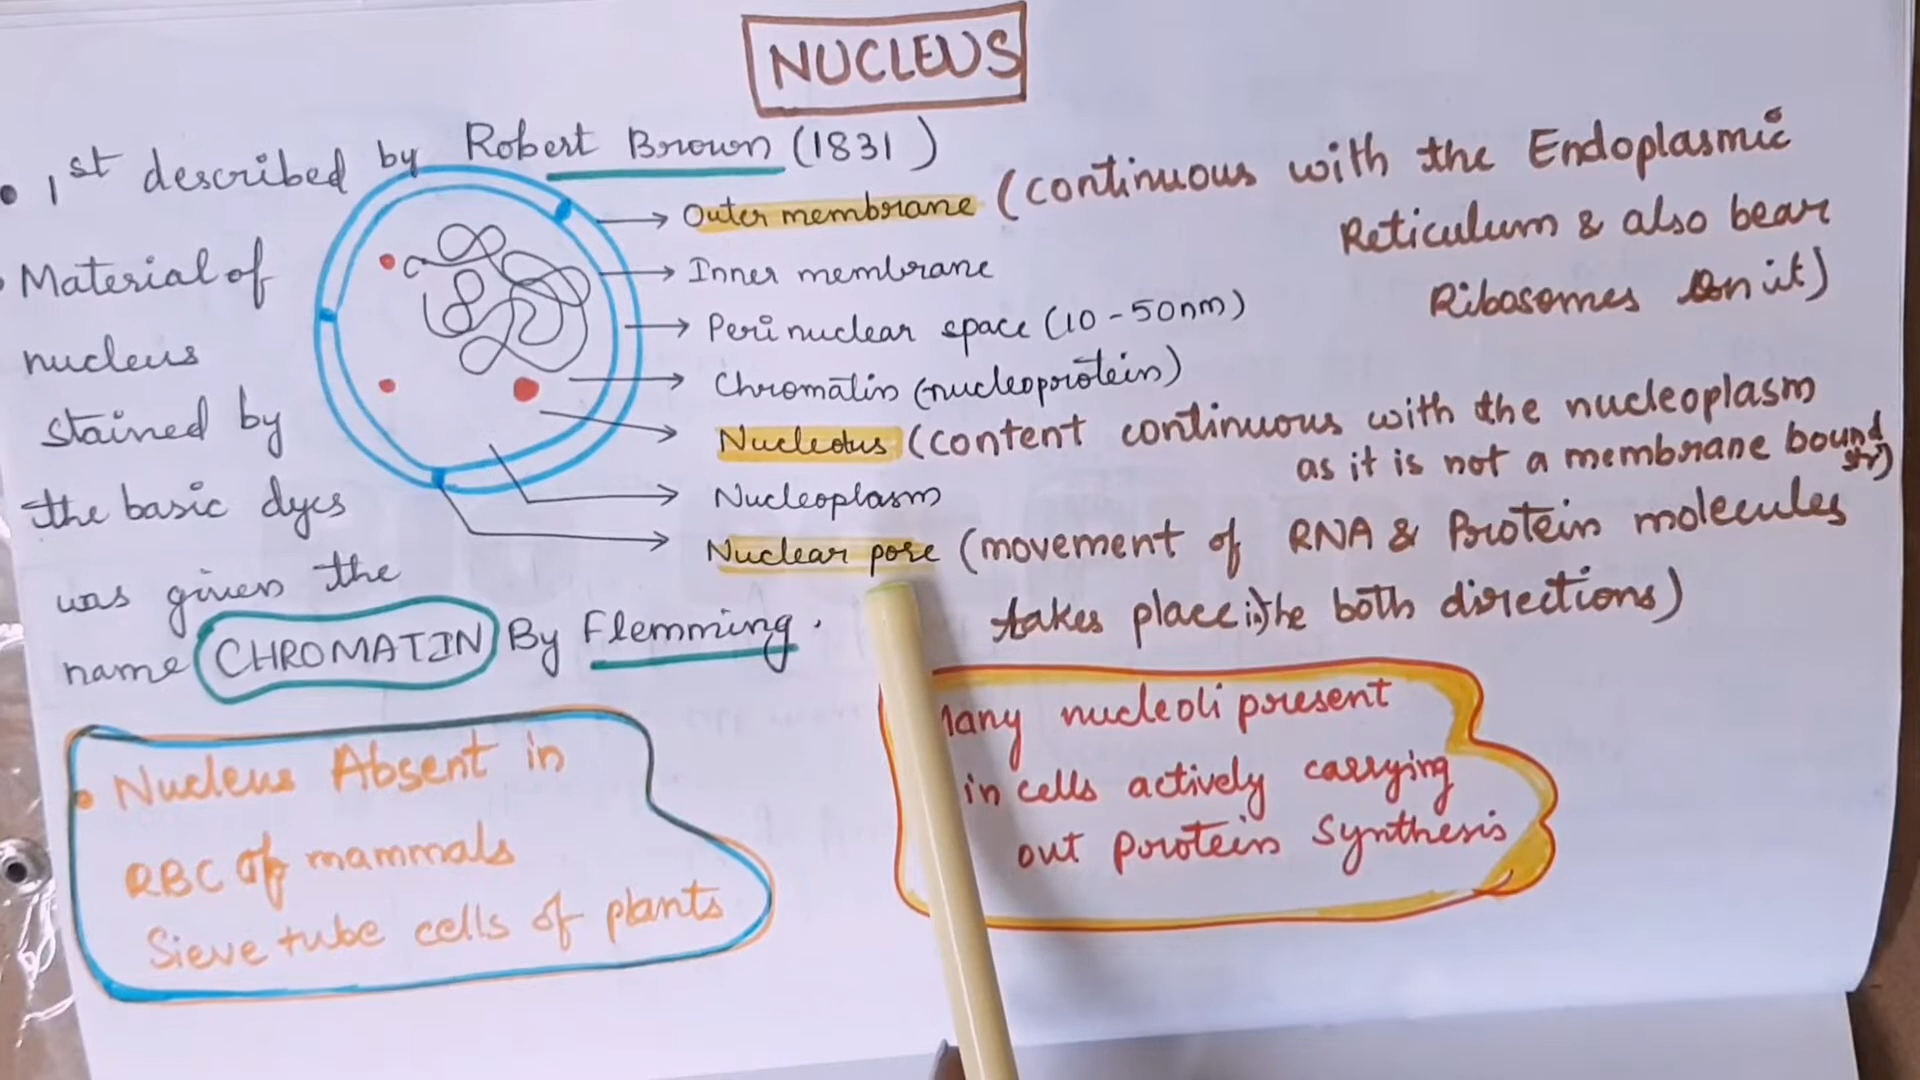 NUCLEUS
• 1st described by Robert Brown (1831)
• Material of
nucleus
stained by
the basic dyes
was given the
name CHROMATIN By Flemming.
Outer membrane (continuous with the Endoplasmic
Reticulum & also bear
Ribosomes on it)
Inner membrane
Perinuclear space (10-50nm)
Chromatin (nucleoprotein)
Nucleolus (content continuous with the nucleoplasm
as it is not a membrane bound
str)
Nucleoplasm
Nuclear pore (movement of RNA & Protein molecules
takes place in the both directions)
• Nucleus Absent in
RBC of mammals
Sieve tube cells of plants
nucleoli present
in cells actively carrying
out protein synthesis